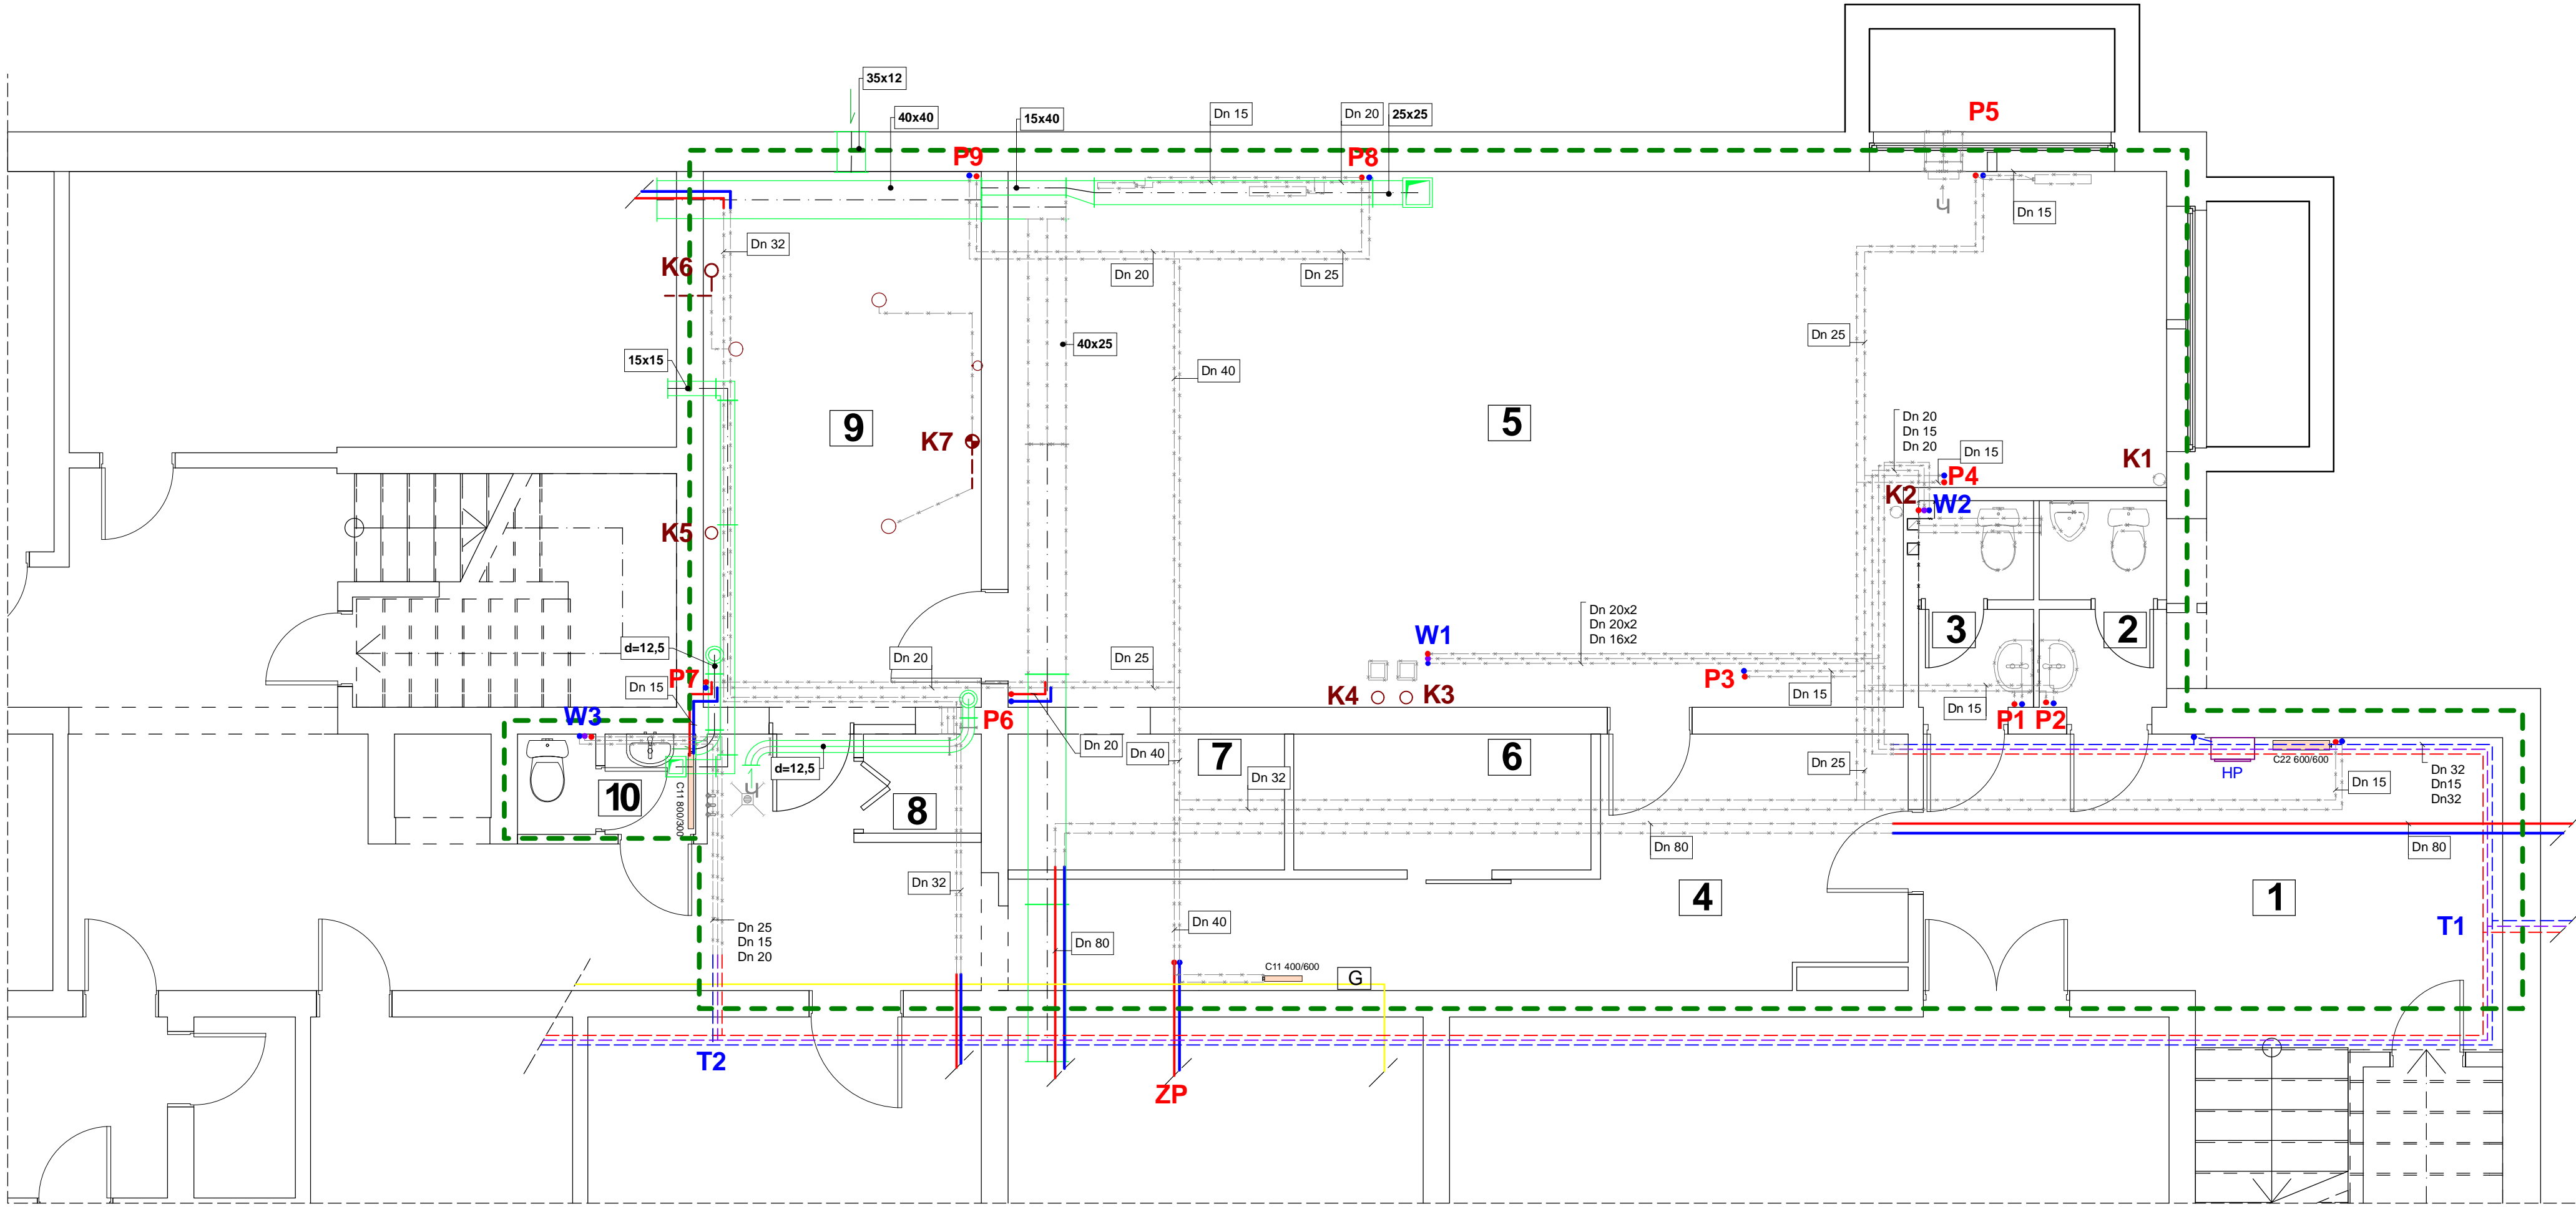 35x12
40x40
15x40
Dn 15
Dn 20
25x25
P5
P9
P8
Dn 15
K6
Dn 32
Dn 20
Dn 25
15x15
40x25
Dn 40
Dn 25
9
5
K7
Dn 20
Dn 15
Dn 20
Dn 15
K1
P4
K2
W2
K5
Dn 20x2
Dn 20x2
Dn 16x2
3
2
W1
d=12,5
Dn 20
Dn 25
P7
Dn 15
P3
Dn 15
K4
K3
Dn 15
W3
P6
P1
P2
Dn 20
Dn 40
7
6
d=12,5
Dn 32
Dn 25
HP
C22 600/600
Dn 15
Dn 32
Dn15
Dn32
10
C11 800/300
8
Dn 80
Dn 80
Dn 32
4
1
Dn 25
Dn 15
Dn 20
Dn 80
Dn 40
T1
C11 400/600
G
T2
ZP